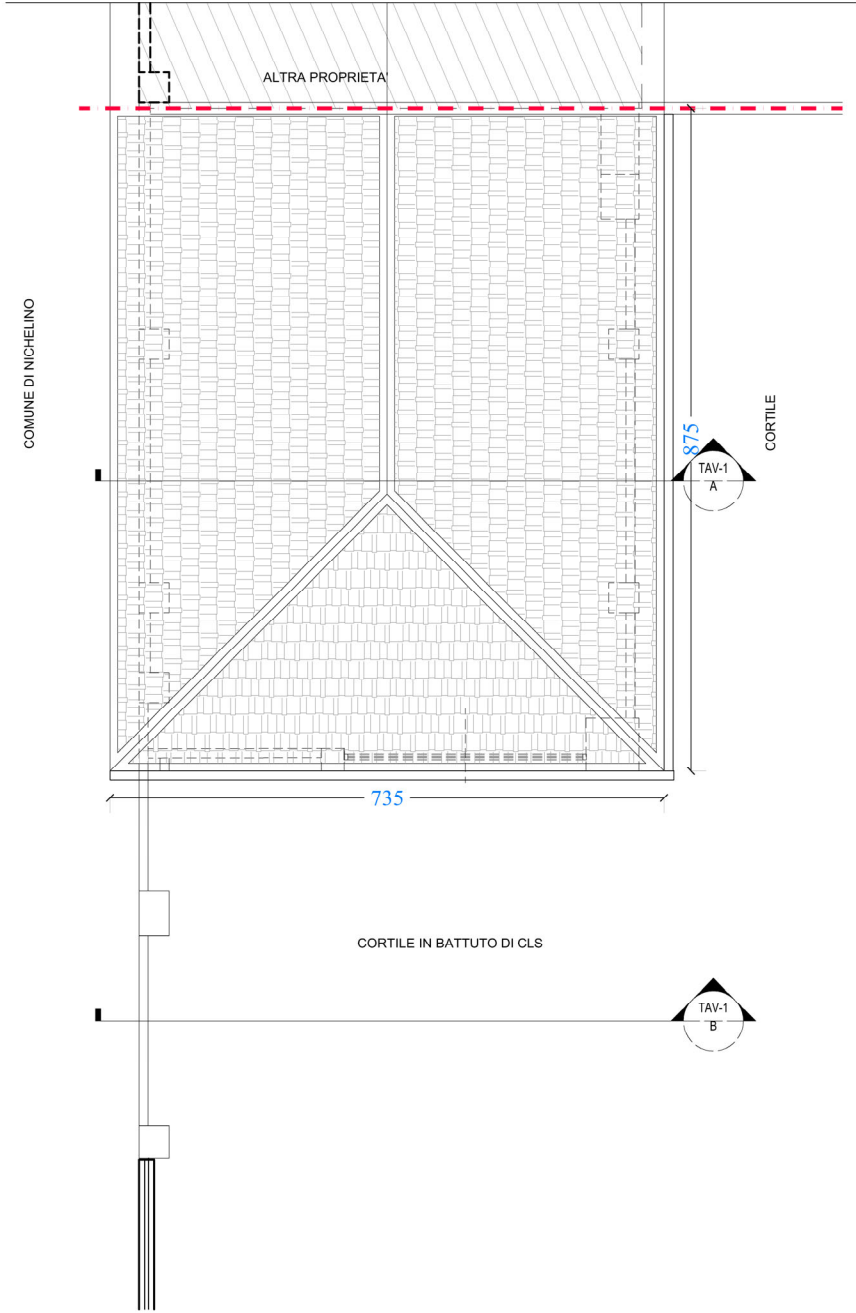 ALTRA PROPRIETA'
COMUNE DI NICHELINO
CORTILE
875
TAV-1
A
735
CORTILE IN BATTUTO DI CLS
TAV-1
B